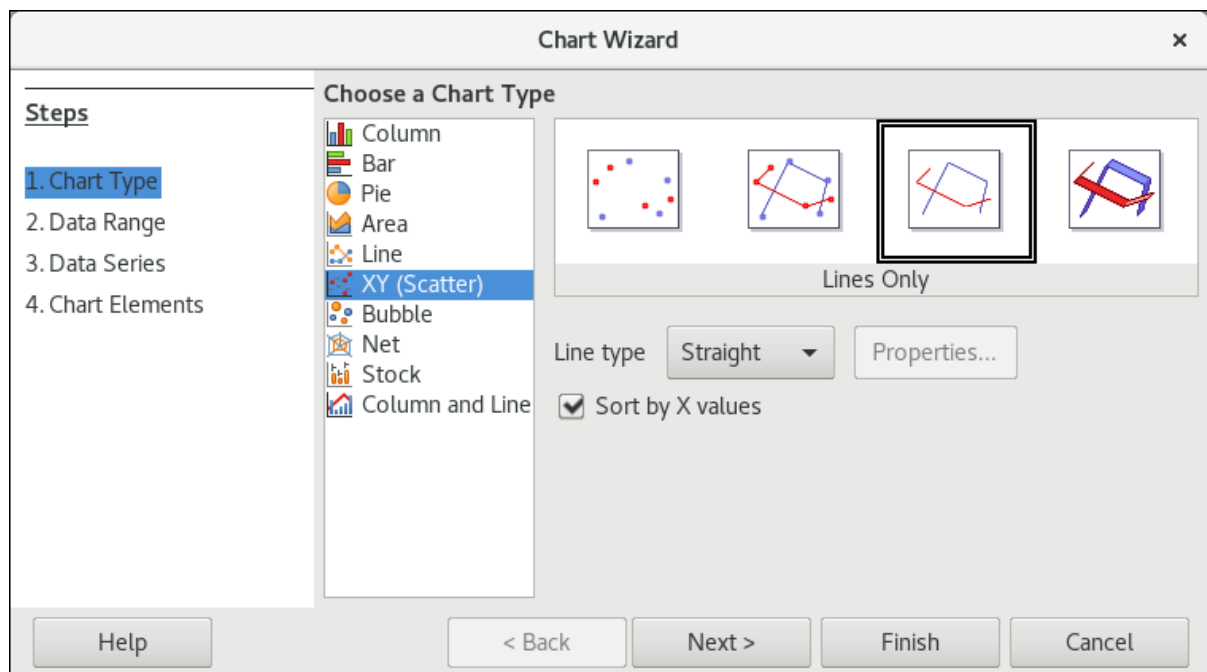 Chart Wizard
Steps
1. Chart Type
2. Data Range
3. Data Series
4. Chart Elements
Choose a Chart Type
Column
Bar
Pie
Area
Line
XY (Scatter)
Bubble
Net
Stock
Column and Line
Lines Only
Line type Straight Properties...
Sort by X values
Help < Back Next > Finish Cancel